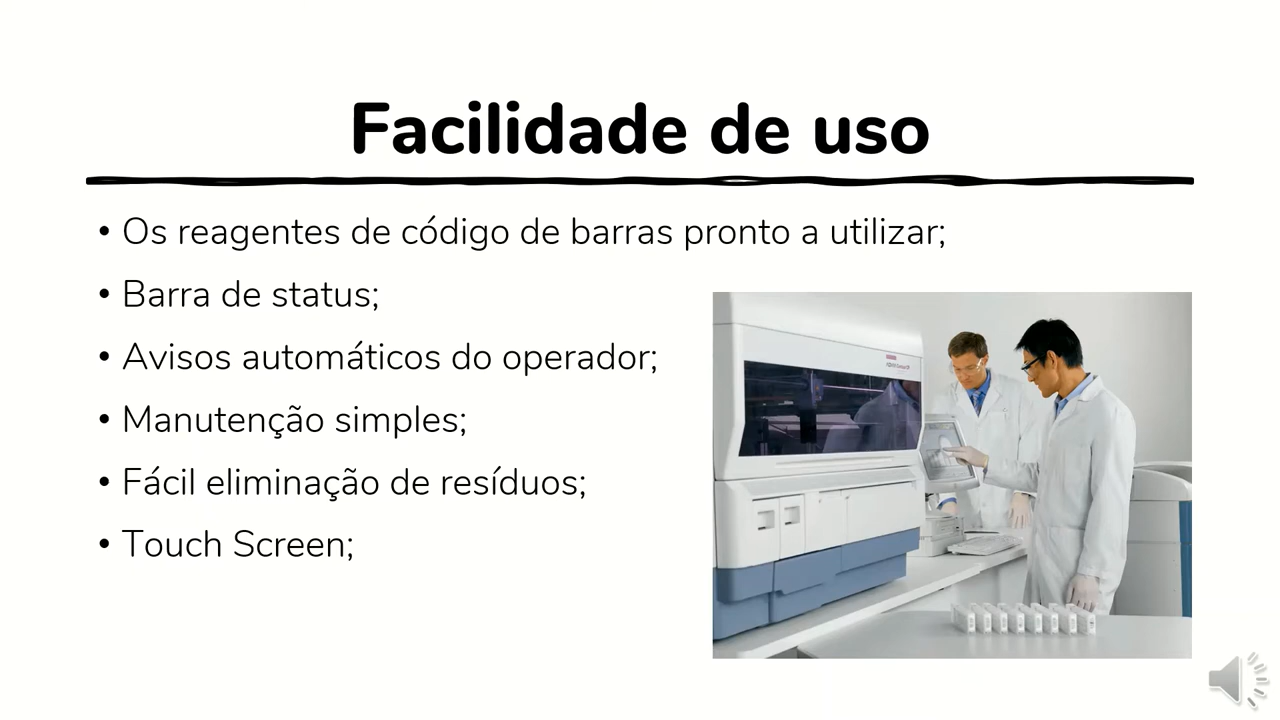 Facilidade de uso
• Os reagentes de código de barras pronto a utilizar;
• Barra de status;
• Avisos automáticos do operador;
• Manutenção simples;
• Fácil eliminação de resíduos;
• Touch Screen;